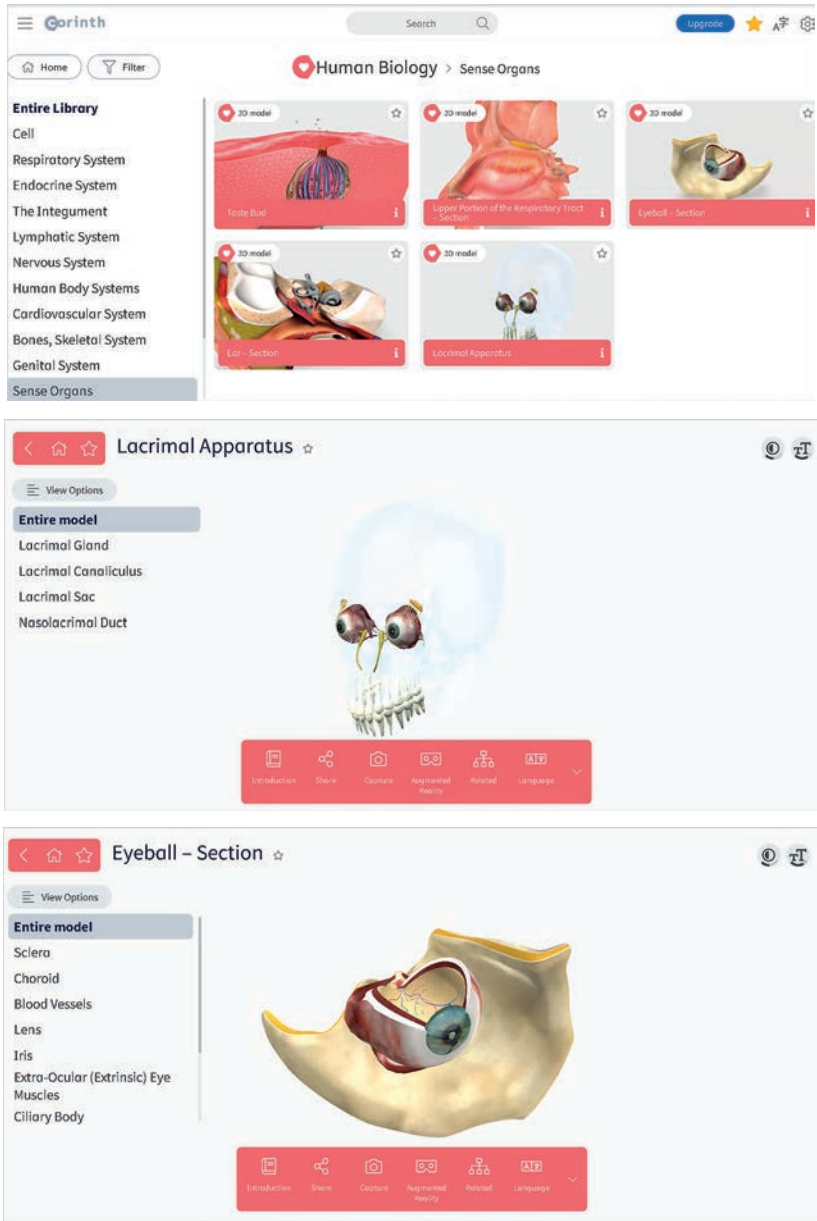 Corinth
Search
Upgrade
Home
Filter
Human Biology > Sense Organs
Entire Library
Cell
Respiratory System
Endocrine System
The Integument
Lymphatic System
Nervous System
Human Body Systems
Cardiovascular System
Bones, Skeletal System
Genital System
Sense Organs
3D model
Taste Bud
3D model
Upper Portion of the Respiratory Tract
– Section
3D model
Eyeball – Section
3D model
Ear – Section
3D model
Lacrimal Apparatus
Lacrimal Apparatus
View Options
Entire model
Lacrimal Gland
Lacrimal Canaliculus
Lacrimal Sac
Nasolacrimal Duct
Introduction
Share
Capture
Augmented
Reality
Related
Language
Eyeball – Section
View Options
Entire model
Sclera
Choroid
Blood Vessels
Lens
Iris
Extra-Ocular (Extrinsic) Eye
Muscles
Ciliary Body
Introduction
Share
Capture
Augmented
Reality
Related
Language